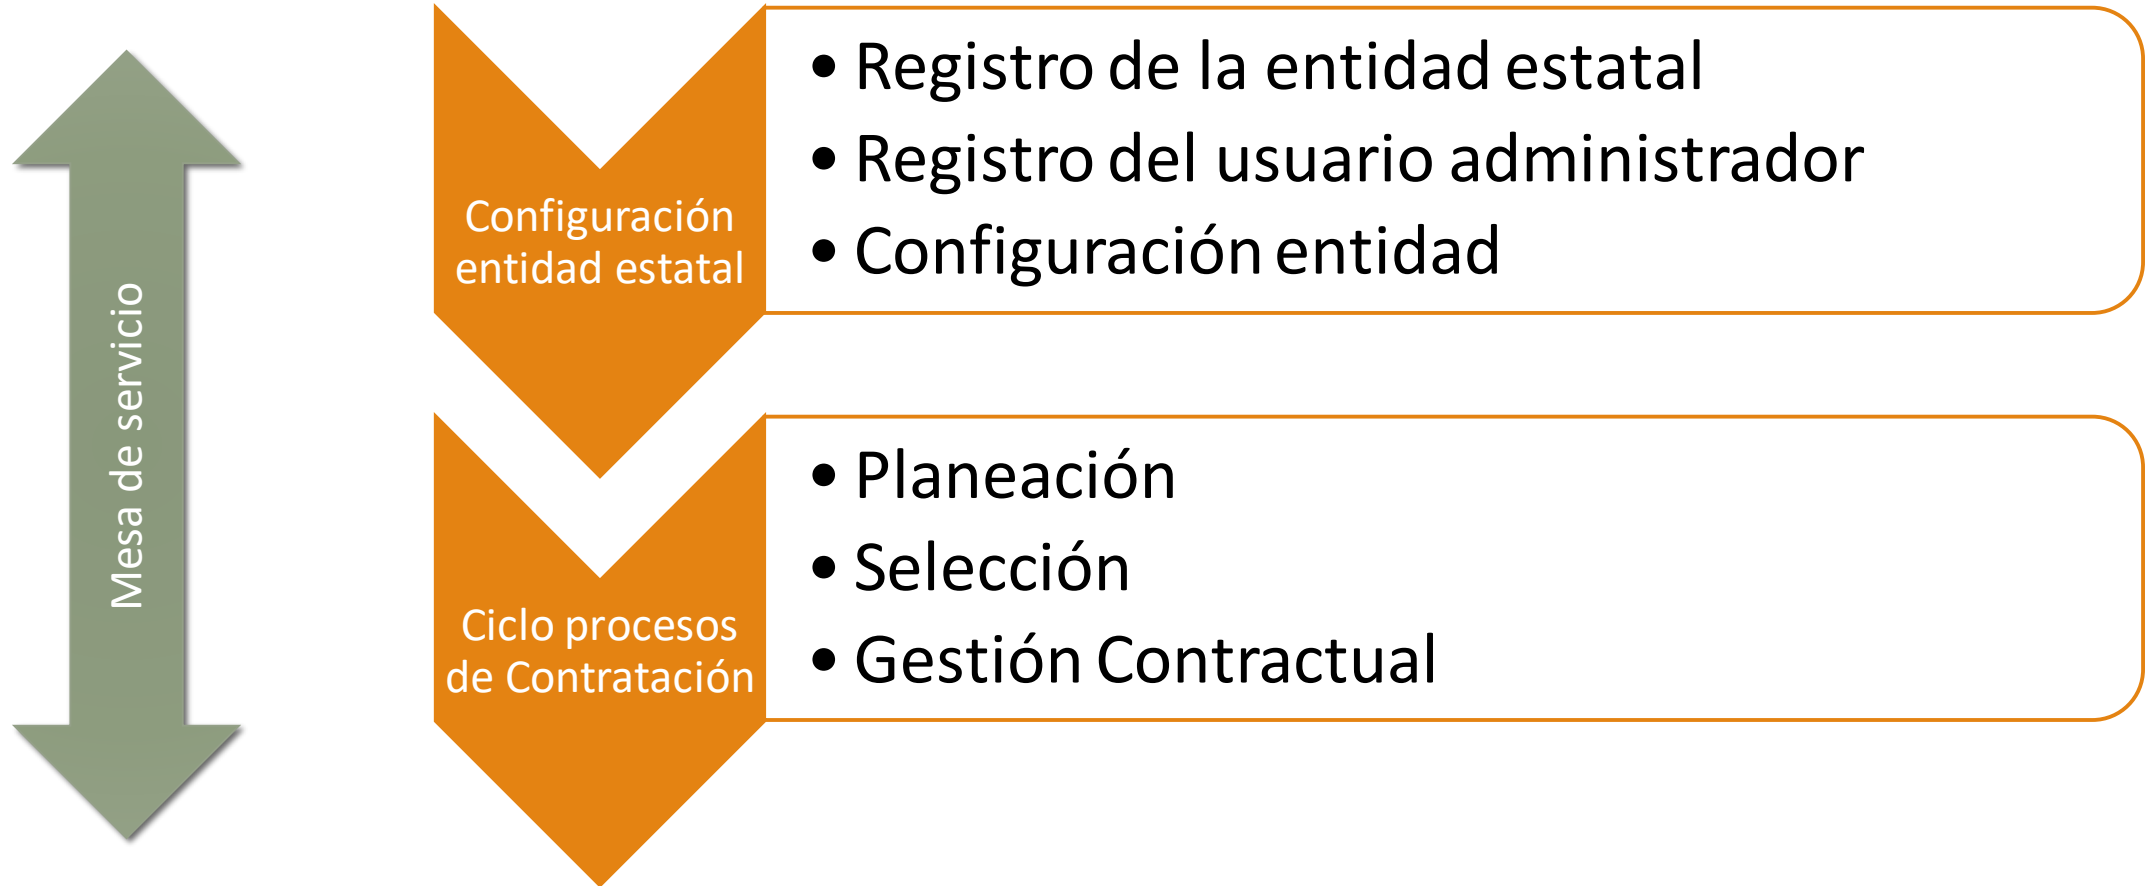 Mesa de servicio
Configuración
entidad estatal
• Registro de la entidad estatal
• Registro del usuario administrador
• Configuración entidad
Ciclo procesos
de Contratación
• Planeación
• Selección
• Gestión Contractual